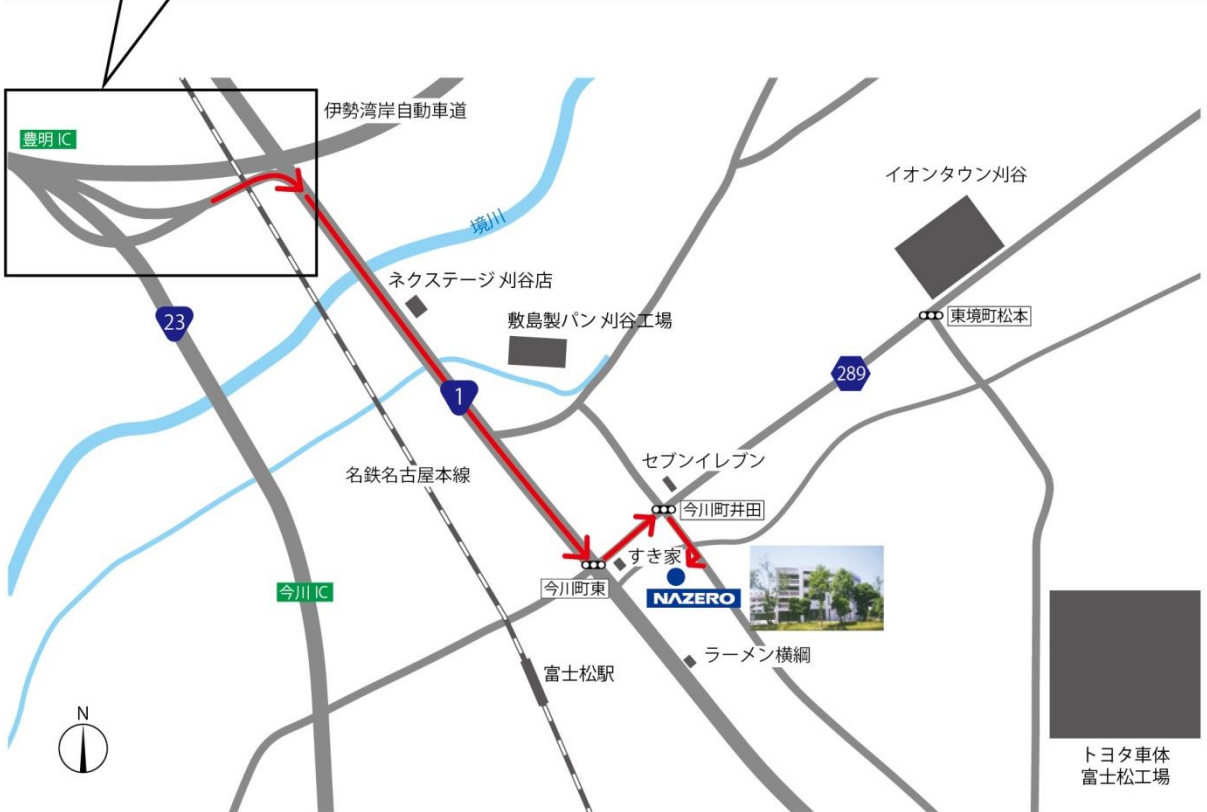 伊勢湾岸自動車道
豊明 IC
イオンタウン刈谷
境川
ネクステージ 刈谷店
東境町松本
敷島製パン 刈谷工場
23
289
1
セブンイレブン
名鉄名古屋本線
今川町井田
すき家
今川 IC
今川町東
NAZERO
ラーメン横綱
富士松駅
N
トヨタ車体
富士松工場